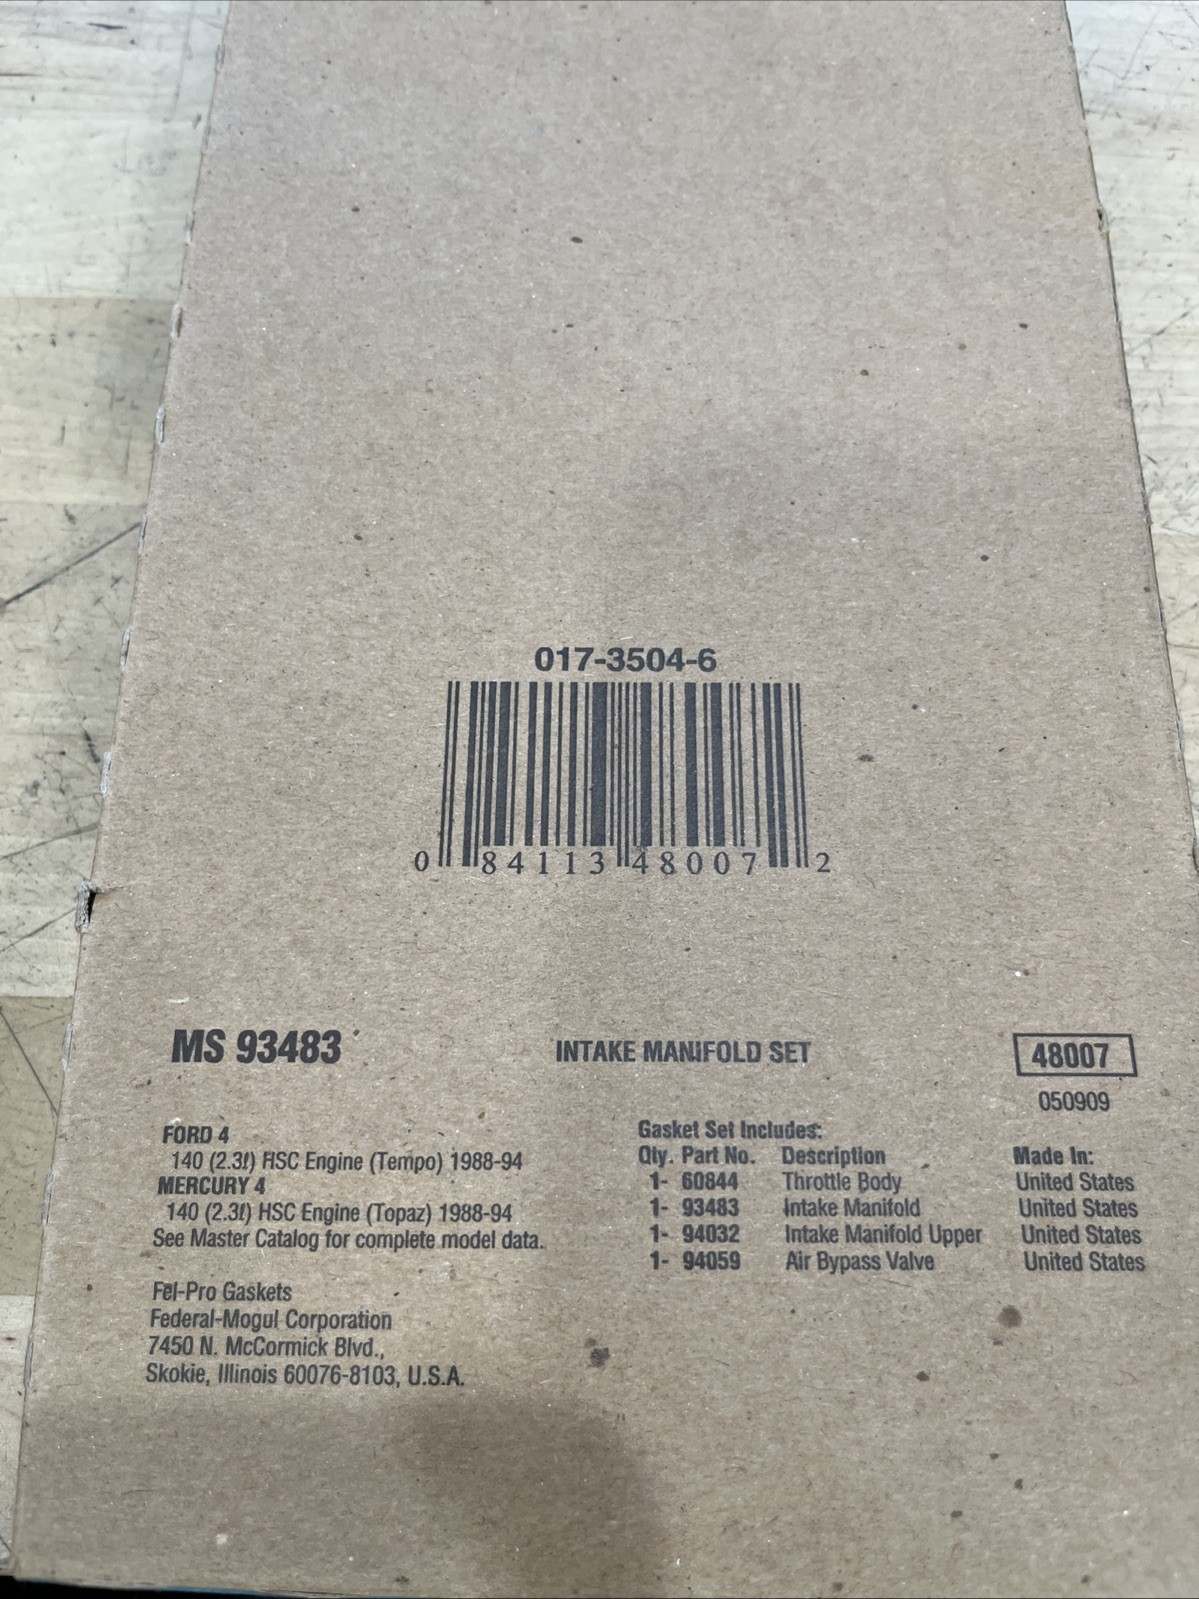 017-3504-6
0 84113 48007 2
MS 93483 INTAKE MANIFOLD SET 48007
050909
FORD 4
140 (2.3ℓ) HSC Engine (Tempo) 1988-94
MERCURY 4
140 (2.3ℓ) HSC Engine (Topaz) 1988-94
See Master Catalog for complete model data.
Gasket Set Includes:
Qty. Part No. Description Made In:
1- 60844 Throttle Body United States
1- 93483 Intake Manifold United States
1- 94032 Intake Manifold Upper United States
1- 94059 Air Bypass Valve United States
Fel-Pro Gaskets
Federal-Mogul Corporation
7450 N. McCormick Blvd.,
Skokie, Illinois 60076-8103, U.S.A.